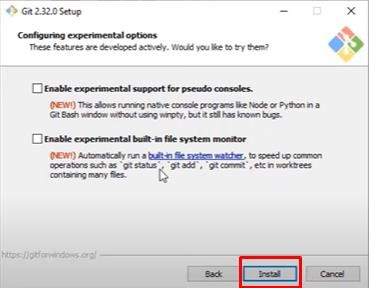 Git 2.32.0 Setup
Configuring experimental options
These features are developed actively. Would you like to try them?
Enable experimental support for pseudo consoles.
(NEW!) This allows running native console programs like Node or Python in a
Git Bash window without using winpty, but it still has known bugs.
Enable experimental built-in file system monitor
(NEW!) Automatically run a built-in file system watcher, to speed up common
operations such as `git status`, `git add`, `git commit`, etc in worktrees
containing many files.
https://gitforwindows.org/
Back
Install
Cancel